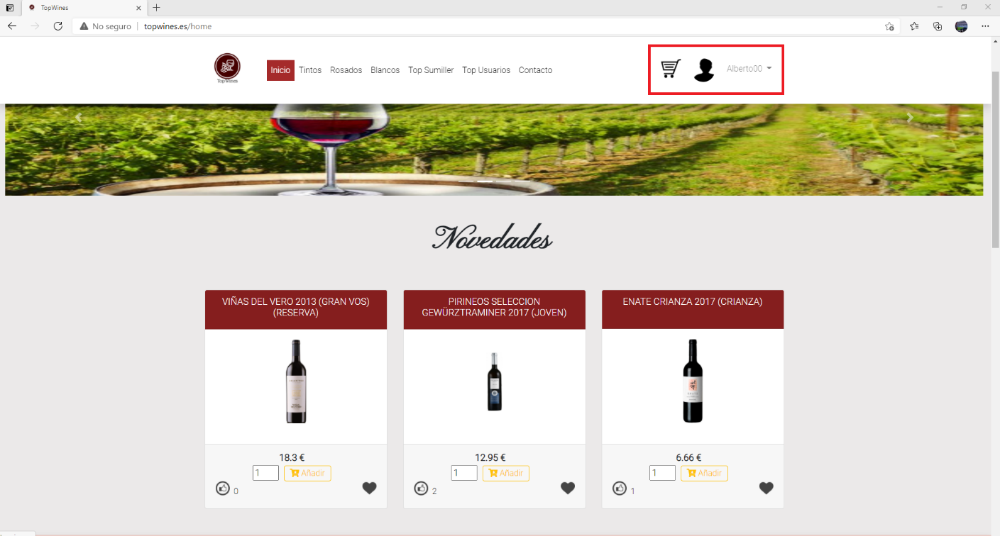 TopWines
No seguro | topwines.es/home
TopWines
Inicio Tintos Rosados Blancos Top Sumiller Top Usuarios Contacto
Alberto00
Novedades
VIÑAS DEL VERO 2013 (GRAN VOS)
(RESERVA)
18.3 €
1 Añadir
0
PIRINEOS SELECCION
GEWÜRZTRAMINER 2017 (JOVEN)
12.95 €
1 Añadir
2
ENATE CRIANZA 2017 (CRIANZA)
ENATE
6.66 €
1 Añadir
1